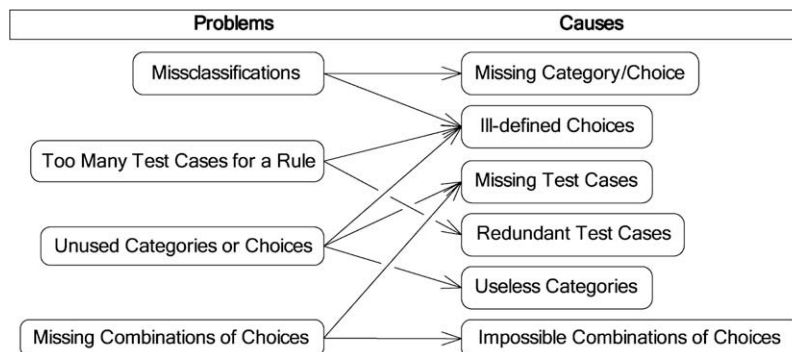 Problems Causes
Missclassifications
Missing Category/Choice
Ill-defined Choices
Too Many Test Cases for a Rule
Missing Test Cases
Redundant Test Cases
Unused Categories or Choices
Useless Categories
Missing Combinations of Choices
Impossible Combinations of Choices